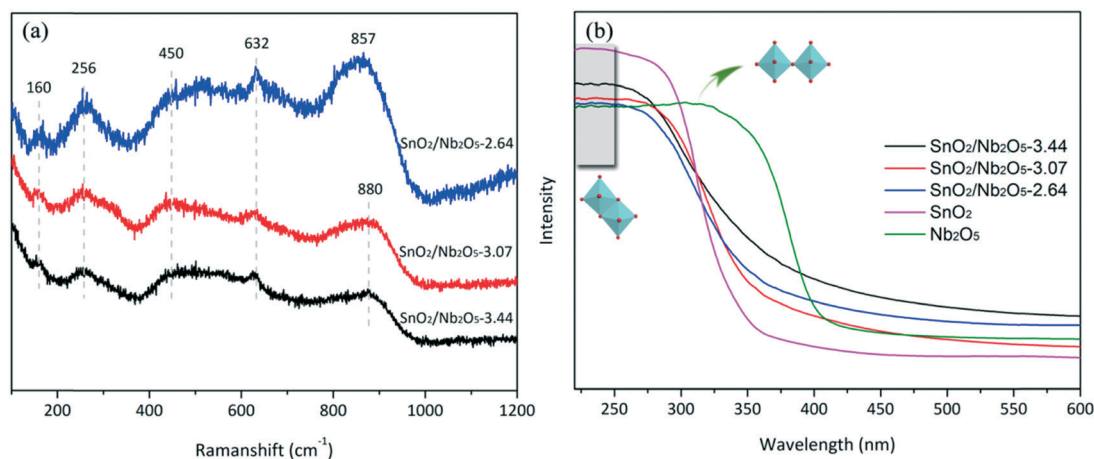 (a)
160
256
450
632
857
880
SnO₂/Nb₂O₅-2.64
SnO₂/Nb₂O₅-3.07
SnO₂/Nb₂O₅-3.44
200
400
600
800
1000
1200
Ramanshift (cm⁻¹)
(b)
SnO₂/Nb₂O₅-3.44
SnO₂/Nb₂O₅-3.07
SnO₂/Nb₂O₅-2.64
SnO₂
Nb₂O₅
Intensity
250
300
350
400
450
500
550
600
Wavelength (nm)